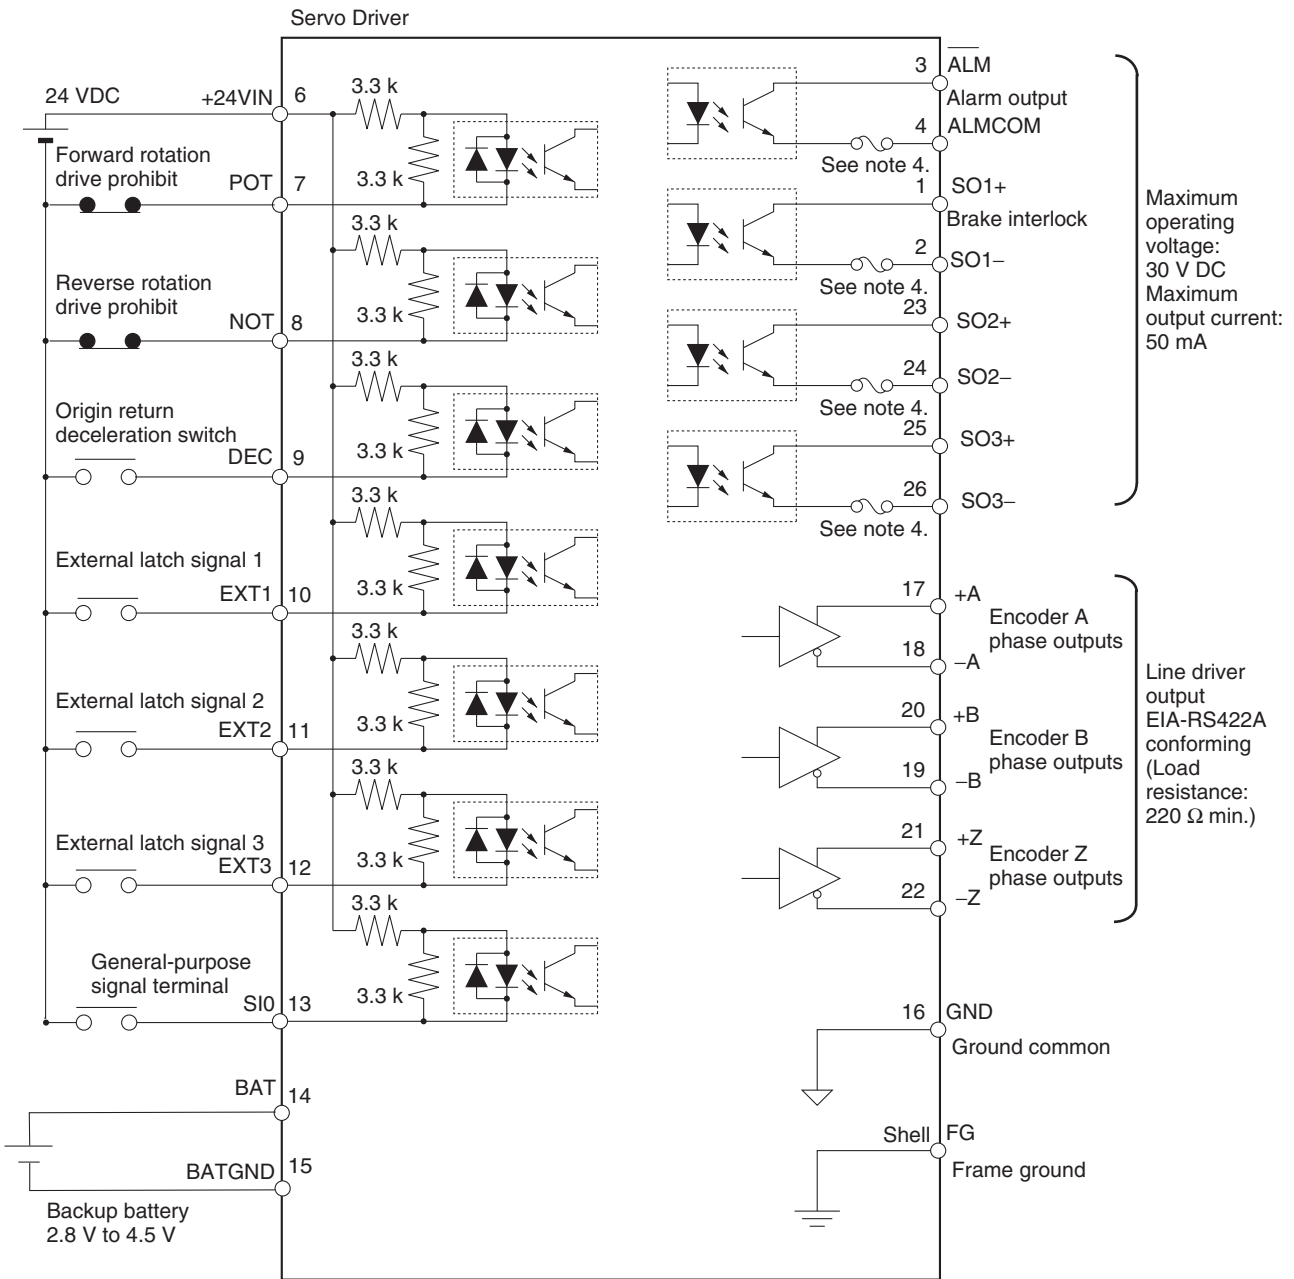 Servo Driver
24 VDC
+24VIN
6
3.3 k
3.3 k
Forward rotation
drive prohibit
POT
7
3.3 k
3.3 k
Reverse rotation
drive prohibit
NOT
8
3.3 k
3.3 k
Origin return
deceleration switch
DEC
9
3.3 k
3.3 k
External latch signal 1
EXT1
10
3.3 k
3.3 k
External latch signal 2
EXT2
11
3.3 k
3.3 k
External latch signal 3
EXT3
12
3.3 k
3.3 k
General-purpose
signal terminal
SI0
13
BAT
14
BATGND
15
Backup battery
2.8 V to 4.5 V
3
ALM
Alarm output
4
ALMCOM
See note 4.
1
SO1+
Brake interlock
2
SO1−
See note 4.
23
SO2+
24
SO2−
See note 4.
25
SO3+
26
SO3−
See note 4.
Maximum
operating
voltage:
30 V DC
Maximum
output current:
50 mA
17
+A
Encoder A
phase outputs
18
−A
20
+B
Encoder B
phase outputs
19
−B
21
+Z
Encoder Z
phase outputs
22
−Z
Line driver
output
EIA-RS422A
conforming
(Load
resistance:
220 Ω min.)
16
GND
Ground common
Shell
FG
Frame ground